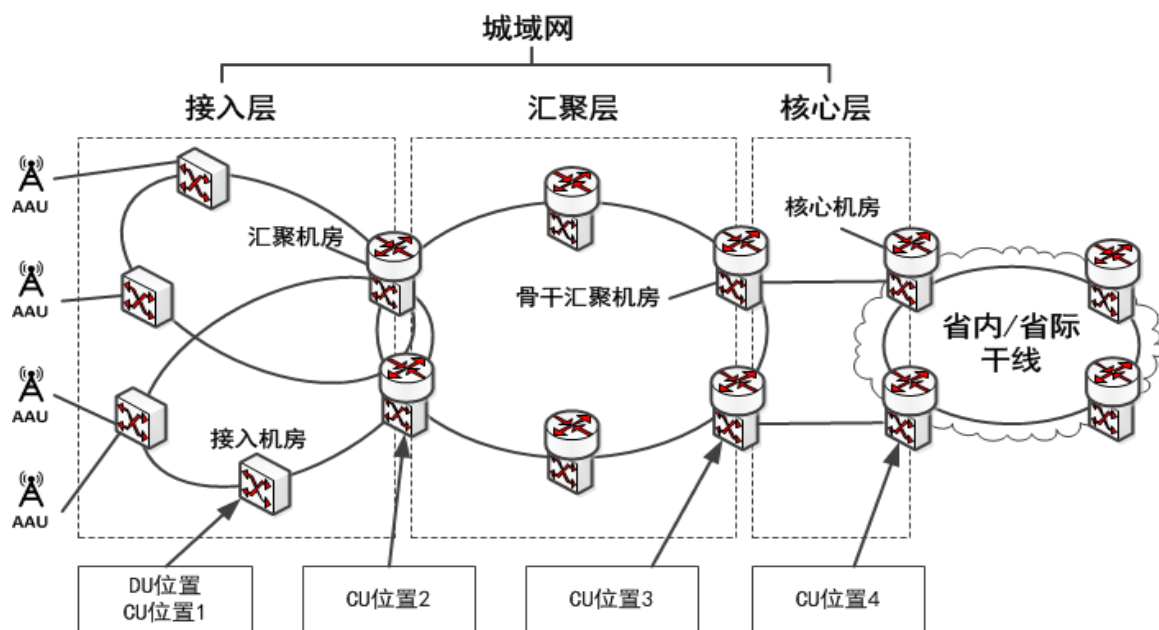 城域网
接入层
汇聚层
核心层
AAU
汇聚机房
核心机房
AAU
骨干汇聚机房
省内/省际
干线
AAU
接入机房
AAU
DU位置
CU位置1
CU位置2
CU位置3
CU位置4